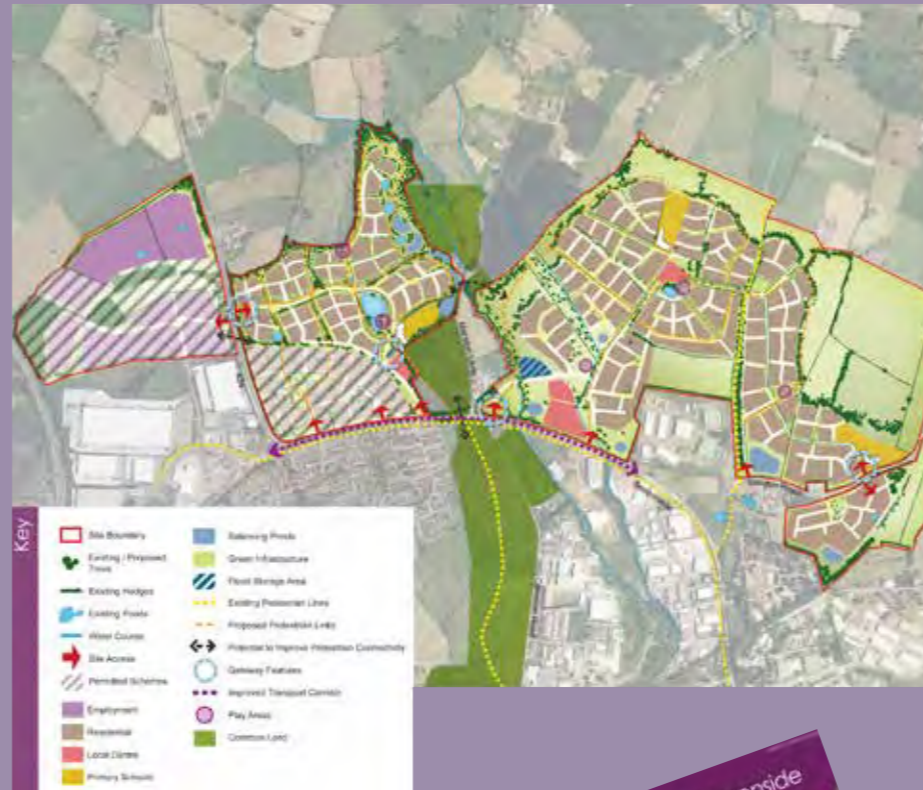 Key
Site Boundary
Existing / Proposed
Trees
Existing Hedges
Existing Ponds
Water Course
Site Access
Permitted Schemes
Employment
Residential
Local Centre
Primary Schools
Balancing Ponds
Green Infrastructure
Flood Storage Area
Existing Pedestrian Links
Proposed Pedestrian Links
Potential to Improve Pedestrian Connectivity
Gateway Features
Improved Transport Corridor
Play Areas
Common Land